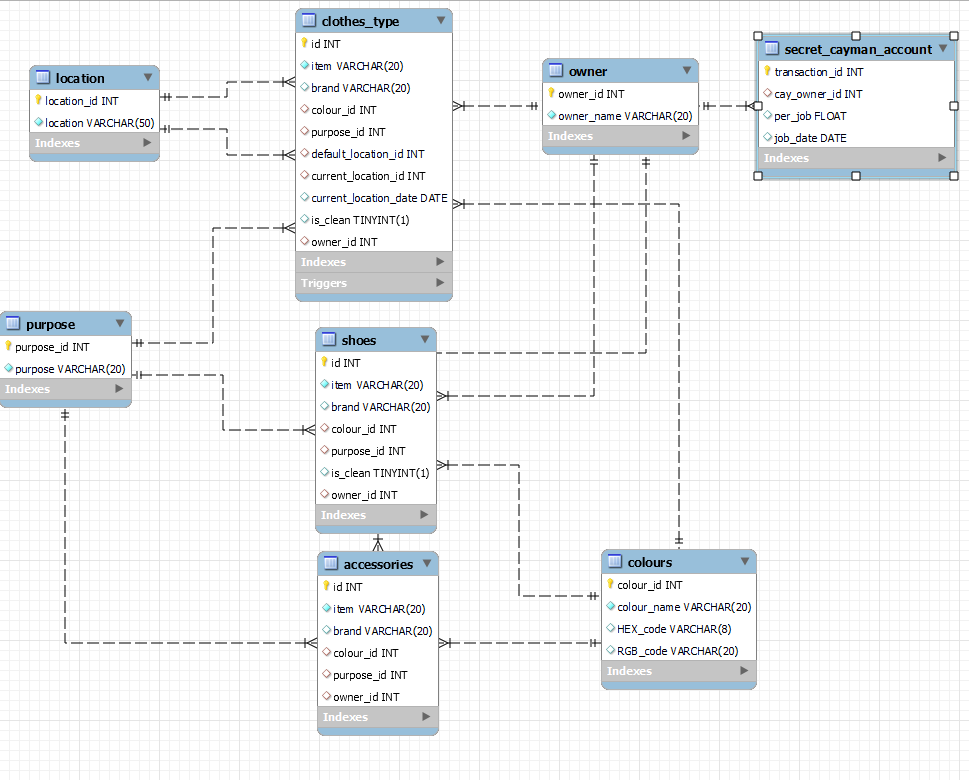 clothes_type
id INT
item VARCHAR(20)
brand VARCHAR(20)
colour_id INT
purpose_id INT
default_location_id INT
current_location_id INT
current_location_date DATE
is_clean TINYINT(1)
owner_id INT
Indexes
Triggers
location
location_id INT
location VARCHAR(50)
Indexes
owner
owner_id INT
owner_name VARCHAR(20)
Indexes
secret_cayman_account
transaction_id INT
cay_owner_id INT
per_job FLOAT
job_date DATE
Indexes
purpose
purpose_id INT
purpose VARCHAR(20)
Indexes
shoes
id INT
item VARCHAR(20)
brand VARCHAR(20)
colour_id INT
purpose_id INT
is_clean TINYINT(1)
owner_id INT
Indexes
accessories
id INT
item VARCHAR(20)
brand VARCHAR(20)
colour_id INT
purpose_id INT
owner_id INT
Indexes
colours
colour_id INT
colour_name VARCHAR(20)
HEX_code VARCHAR(8)
RGB_code VARCHAR(20)
Indexes